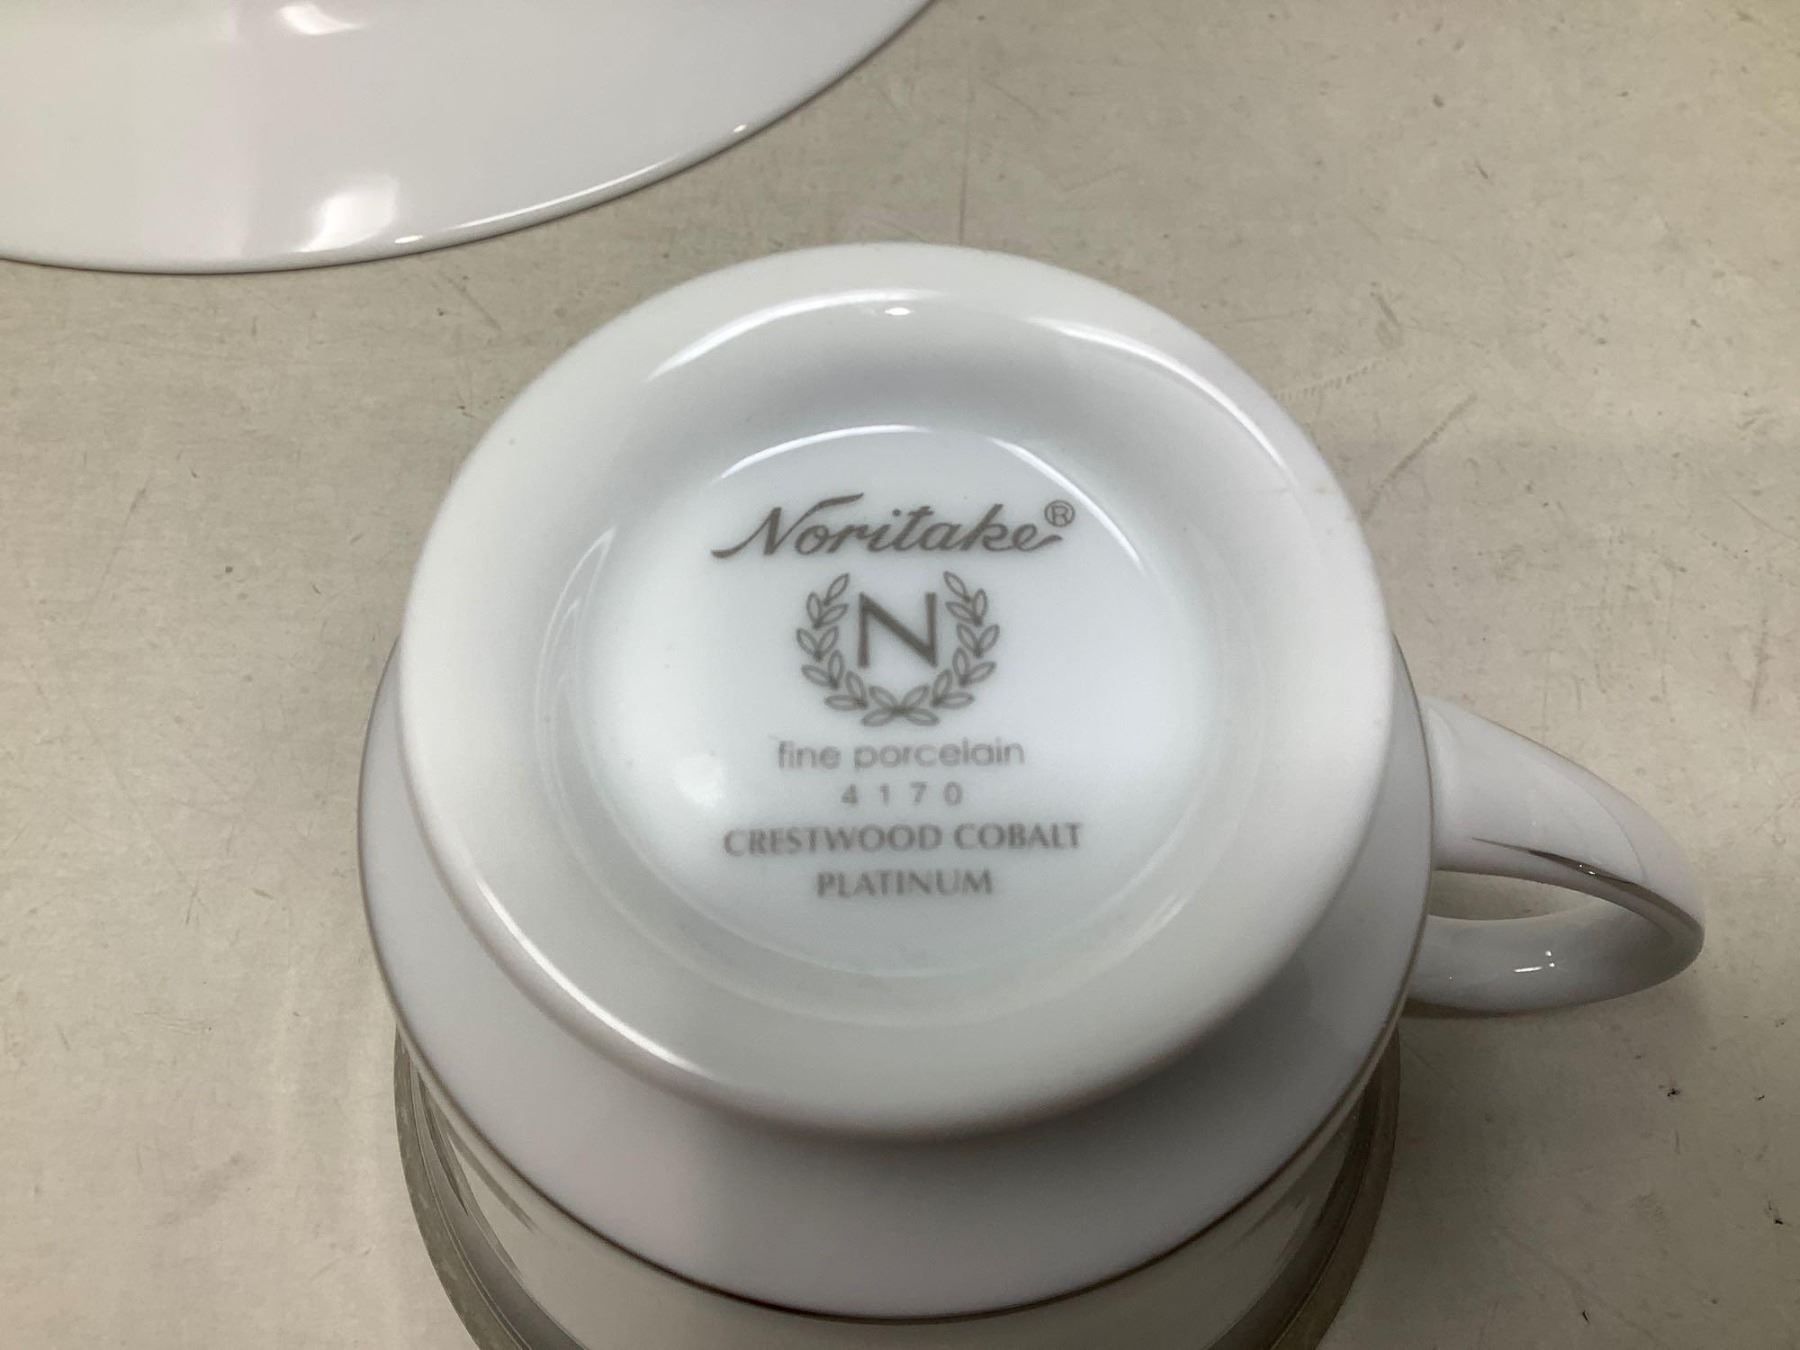 Noritake®
N
fine porcelain
4170
CRESTWOOD COBALT
PLATINUM